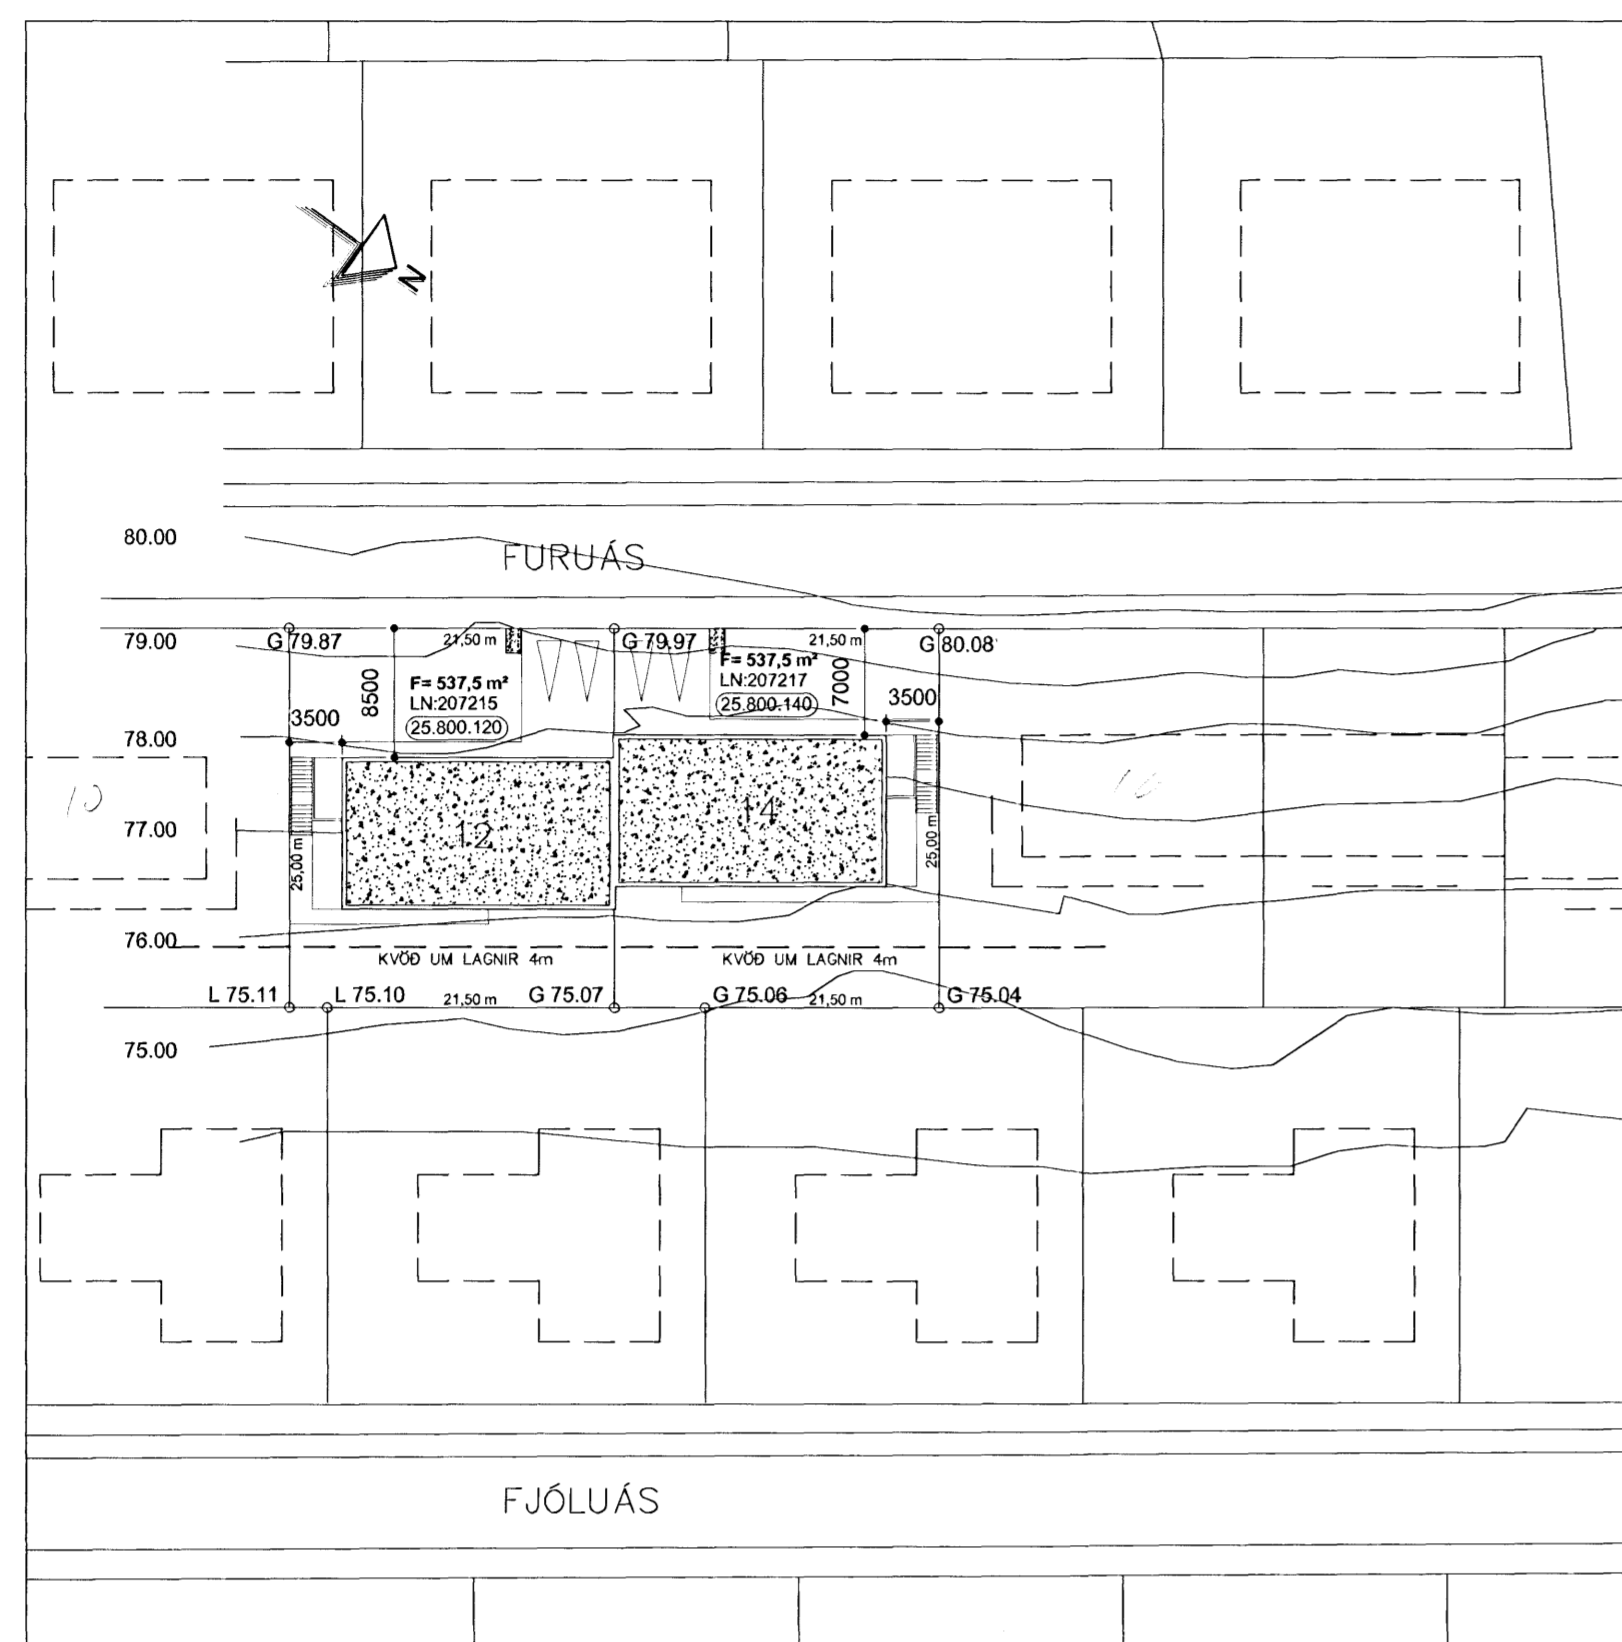 N
80.00
FURUÁS
79.00
G 79.87
21,50 m
G 79.97
21,50 m
G 80.08
8500
F= 537,5 m²
LN:207215
25.800.120
F= 537,5 m²
LN:207217
25.800.140
7000
3500
3500
78.00
10
77.00
12
14
25,00 m
25,00 m
76.00
KVÖÐ UM LAGNIR 4m
KVÖÐ UM LAGNIR 4m
L 75.11
L 75.10
21,50 m
G 75.07
G 75.06
21,50 m
G 75.04
75.00
FJÓLUÁS